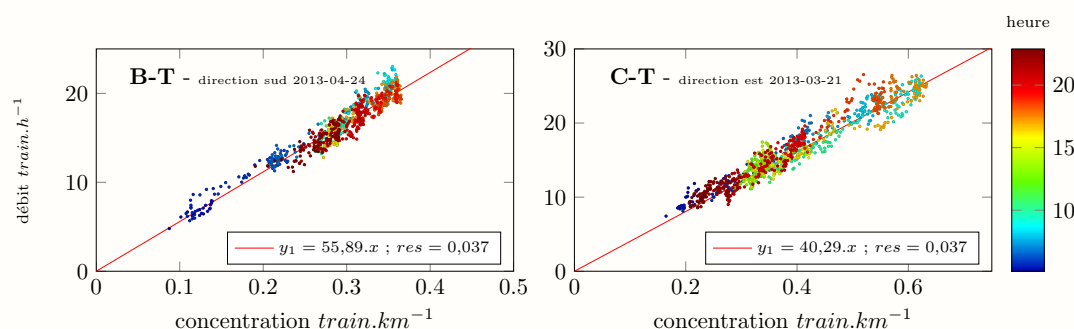 heure
B-T - direction sud 2013-04-24
C-T - direction est 2013-03-21
débit train.h⁻¹
0
10
20
0
5
10
15
20
25
30
10
15
20
y₁ = 55,89.x ; res = 0,037
y₁ = 40,29.x ; res = 0,037
0 0.1 0.2 0.3 0.4 0.5
0 0.2 0.4 0.6
concentration train.km⁻¹
concentration train.km⁻¹